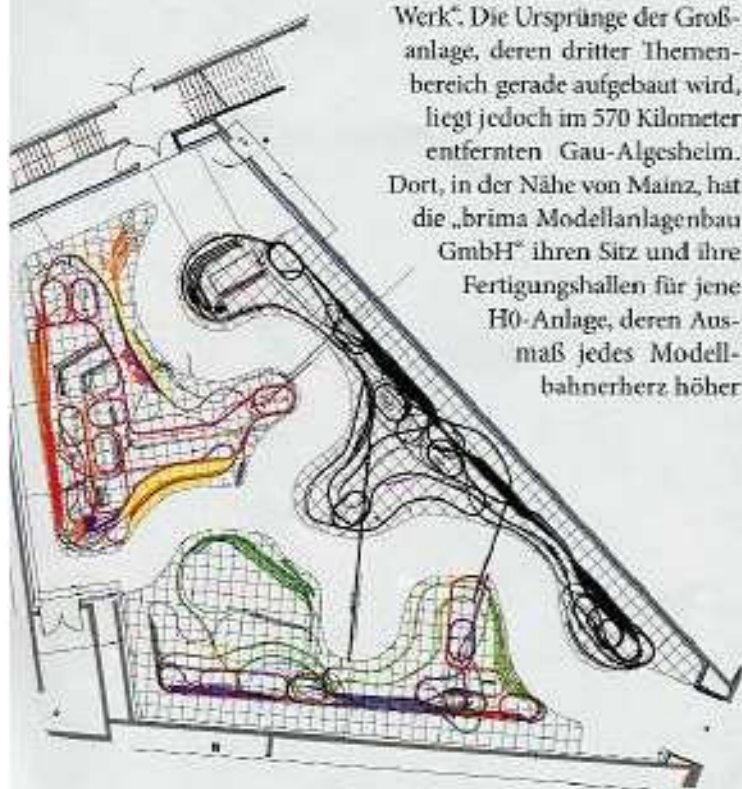 Werk“. Die Ursprünge der Groß-
anlage, deren dritter Themen-
bereich gerade aufgebaut wird,
liegt jedoch im 570 Kilometer
entfernten Gau-Algesheim.
Dort, in der Nähe von Mainz, hat
die „brima Modellanlagenbau
GmbH“ ihren Sitz und ihre
Fertigungshallen für jene
H0-Anlage, deren Aus-
maß jedes Modell-
bahnerherz höher